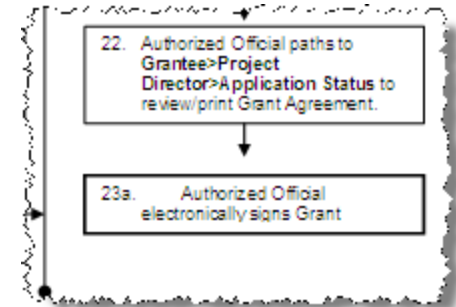 22. Authorized Official paths to
Grantee>Project
Director>Application Status to
review/print Grant Agreement.
23a. Authorized Official
electronically signs Grant